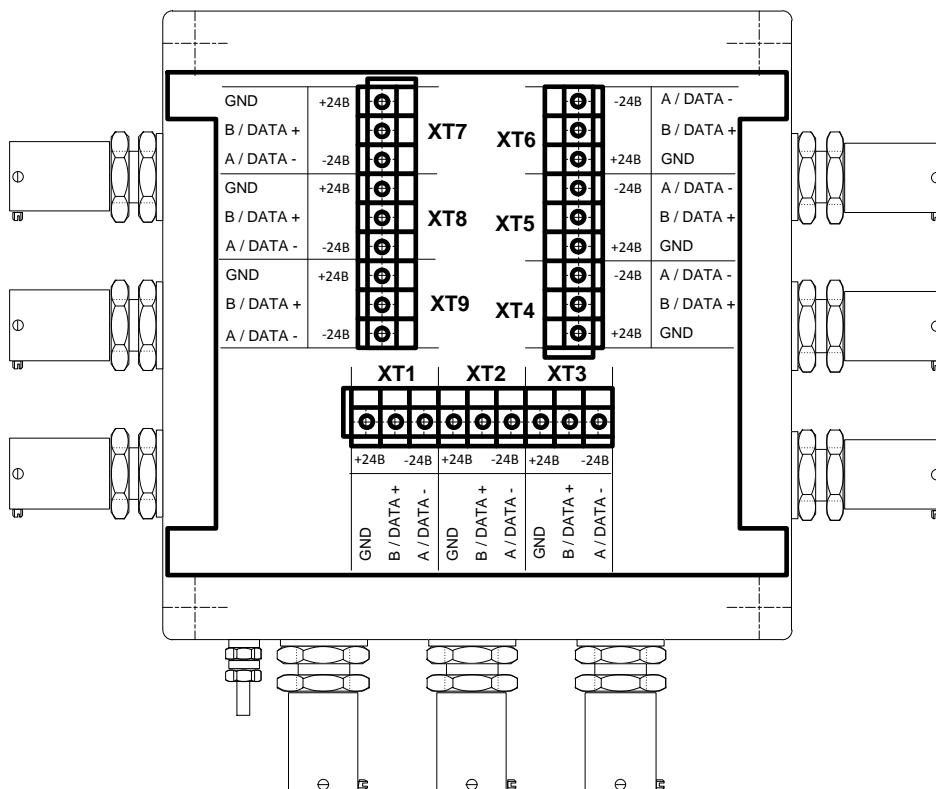 GND +24В
B / DATA +
A / DATA - -24В
XT7
GND +24В
B / DATA +
A / DATA - -24В
XT8
GND +24В
B / DATA +
A / DATA - -24В
XT9
XT6
-24В A / DATA -
B / DATA +
+24В GND
XT5
-24В A / DATA -
B / DATA +
+24В GND
XT4
-24В A / DATA -
B / DATA +
+24В GND
XT1 XT2 XT3
+24В -24В +24В -24В +24В -24В
GND
B / DATA +
A / DATA -
GND
B / DATA +
A / DATA -
GND
B / DATA +
A / DATA -